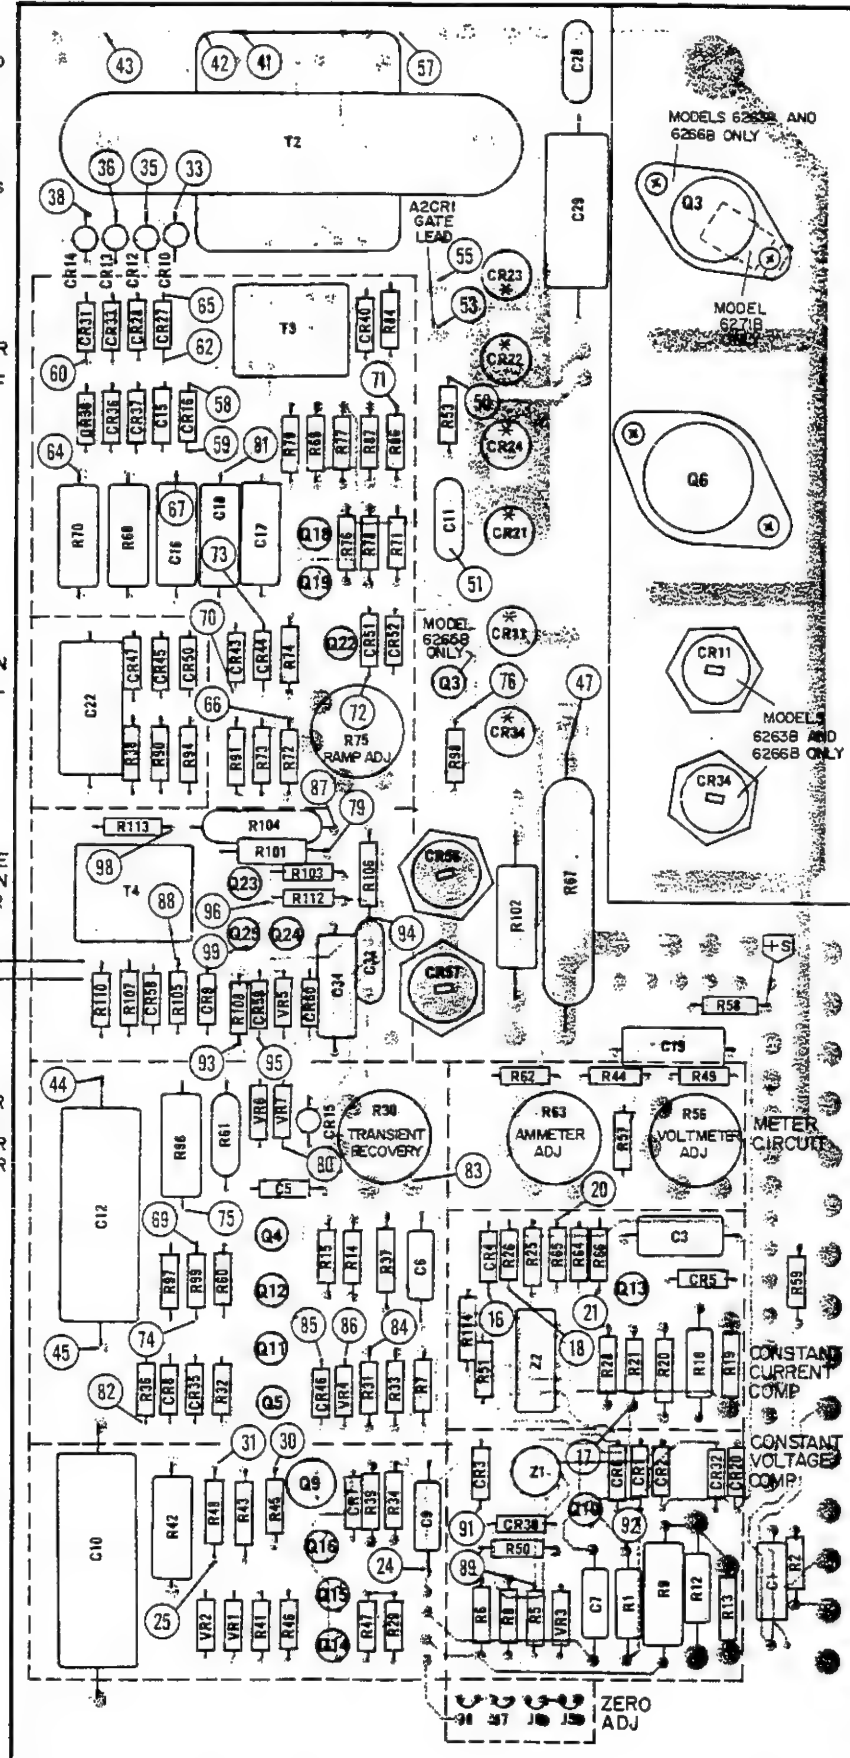 43
42
41
57
C28
T2
MODELS 6263B AND
6266B ONLY
36
35
33
38
Q3
C29
A2CR1
GATE
LEAD
CR14
CR13
CR12
CR10
55
CR23
65
53
MODEL
6271B
ONLY
CR31
CR33
CR28
CR27
T3
CR40
R44
60
62
CR22
71
58
50
CR36
CR37
C15
CR16
R53
59
R79
R69
R77
R87
R86
CR24
64
81
Q6
R70
R68
67
C16
C18
C17
C11
Q18
R76
R78
R71
CR21
73
Q19
51
70
MODEL
6265B
ONLY
CR47
CR45
CR50
CR43
CR44
R74
Q22
CR51
CR52
CR11
C22
Q3
76
47
66
72
R75
RAMP ADJ
CR34
MODELS
6263B AND
6266B ONLY
R90
R94
R91
R73
R72
R98
CR34
87
79
R113
R104
R101
98
T4
R103
Q23
R106
R112
96
R102
R67
88
99
Q25
Q24
94
CR57
+S
R110
R107
CR58
R105
CR9
R108
VR5
CR60
C34
R58
93
95
44
R62
R44
R45
R96
R61
VR6
VR7
CR15
R30
TRANSIENT
RECOVERY
R63
AMMETER
ADJ
R57
R56
VOLTMETER
ADJ
METER
CIRCUIT
80
83
C12
C5
20
69
75
Q4
R15
R14
R37
C6
CR4
R26
R25
R65
R64
R66
C3
R97
R99
R60
Q12
Q13
CR5
R59
16
21
74
85
86
84
18
R114
45
Q11
R51
Z2
R28
R21
R20
R18
R19
CONSTANT
CURRENT
COMP
R36
CR8
CR35
R32
CR46
VR4
R31
R33
R7
82
Q5
31
30
17
CONSTANT
VOLTAGE
COMP
CR3
Z1
CR1
CR2
CR32
CR20
C10
R42
R48
R43
R45
Q9
CR7
R39
R34
C9
91
Q10
92
Q16
R50
24
89
25
C7
R1
R9
R12
R13
C1
R2
VR2
VR1
R41
R46
Q15
Q14
R47
R29
R6
R8
R5
VR3
ZERO
ADJ